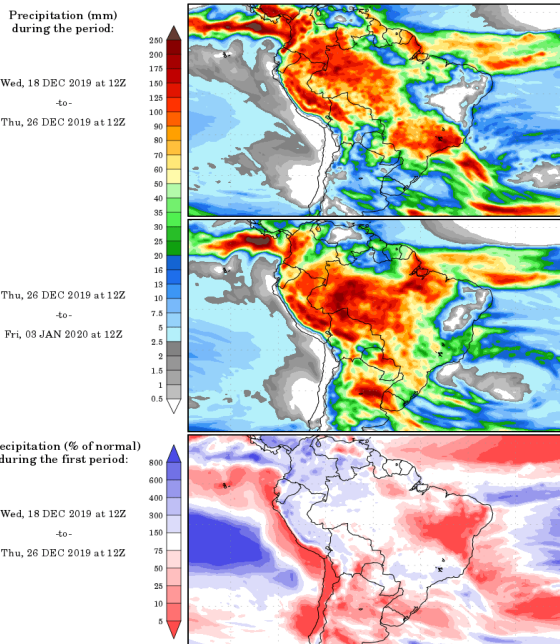 Precipitation (mm)
during the period:
250
200
175
150
125
100
90
80
70
60
50
40
35
30
25
20
16
13
10
7.5
5
2.5
2
1.5
1
0.5
Wed, 18 DEC 2019 at 12Z
-to-
Thu, 26 DEC 2019 at 12Z
Thu, 26 DEC 2019 at 12Z
-to-
Fri, 03 JAN 2020 at 12Z
ecipitation (% of normal)
during the first period:
800
600
400
300
150
75
50
25
10
5
Wed, 18 DEC 2019 at 12Z
-to-
Thu, 26 DEC 2019 at 12Z